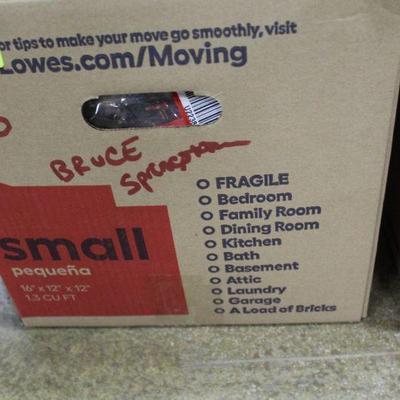 or tips to make your move go smoothly, visit
Lowes.com/Moving
BRUCE
small
pequeña
16" x 12" x 12"
1.3 CU FT
FRAGILE
Bedroom
Family Room
Dining Room
Kitchen
Bath
Basement
Attic
Laundry
Garage
A Load of Bricks